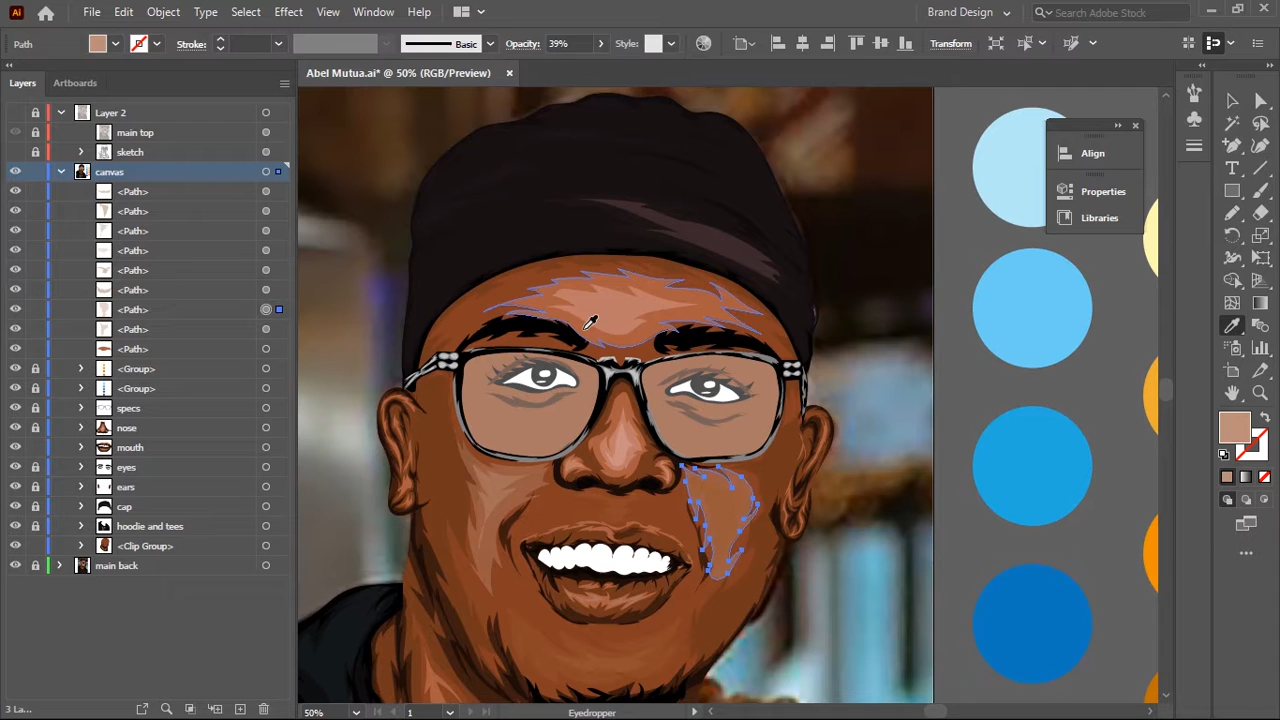 Ai File Edit Object Type Select Effect View Window Help Brand Design Search Adobe Stock
Path Stroke: Basic Opacity: 39% Style: Transform
Layers Artboards Abel Mutua.ai* @ 50% (RGB/Preview)
Layer 2
main top
sketch
canvas
<Path>
<Path>
<Path>
<Path>
<Path>
<Path>
<Path>
<Path>
<Path>
<Group>
<Group>
specs
nose
mouth
eyes
ears
cap
hoodie and tees
<Clip Group>
main back
Align
Properties
Libraries
3 La...
50% 1 Eyedropper